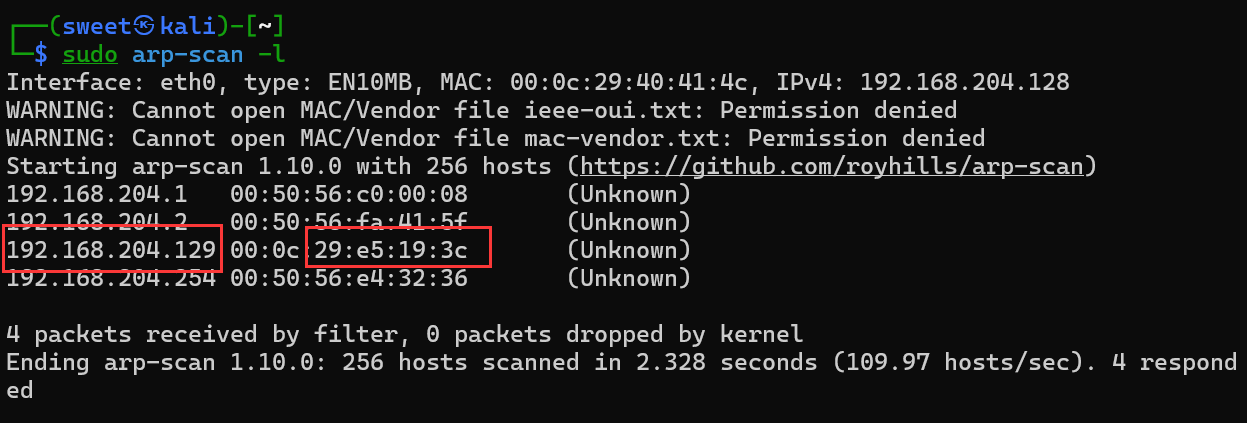 ┌──(sweet㉿kali)-[~]
└─$ sudo arp-scan -l
Interface: eth0, type: EN10MB, MAC: 00:0c:29:40:41:4c, IPv4: 192.168.204.128
WARNING: Cannot open MAC/Vendor file ieee-oui.txt: Permission denied
WARNING: Cannot open MAC/Vendor file mac-vendor.txt: Permission denied
Starting arp-scan 1.10.0 with 256 hosts (https://github.com/royhills/arp-scan)
192.168.204.1   00:50:56:c0:00:08       (Unknown)
192.168.204.2   00:50:56:fa:41:5f       (Unknown)
192.168.204.129 00:0c:29:e5:19:3c       (Unknown)
192.168.204.254 00:50:56:e4:32:36       (Unknown)

4 packets received by filter, 0 packets dropped by kernel
Ending arp-scan 1.10.0: 256 hosts scanned in 2.328 seconds (109.97 hosts/sec). 4 respond
ed